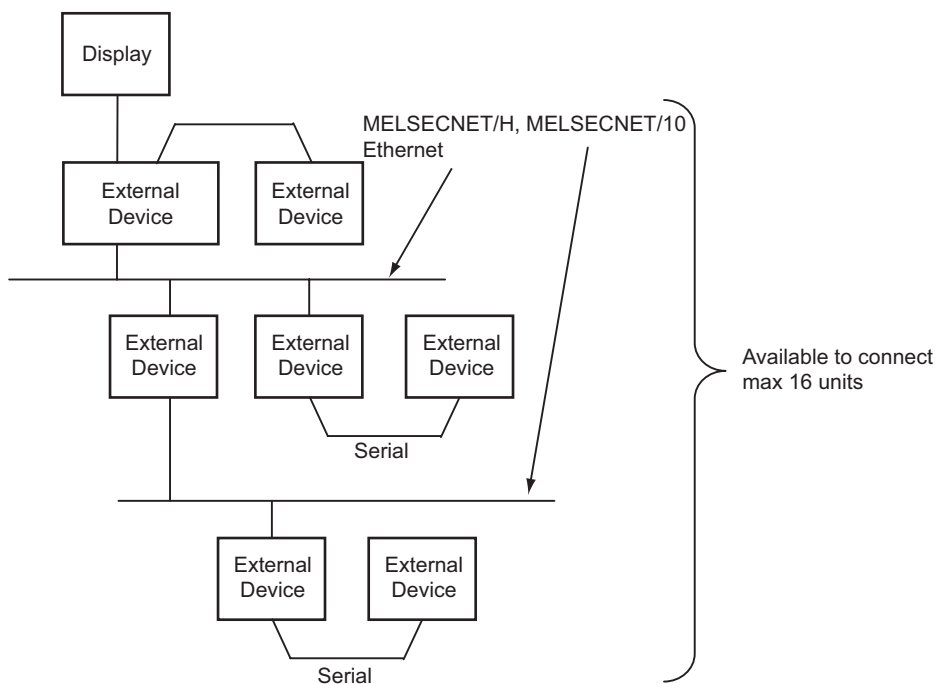 Display
MELSECNET/H, MELSECNET/10
Ethernet
External
Device
External
Device
External
Device
External
Device
External
Device
Available to connect
max 16 units
Serial
External
Device
External
Device
Serial